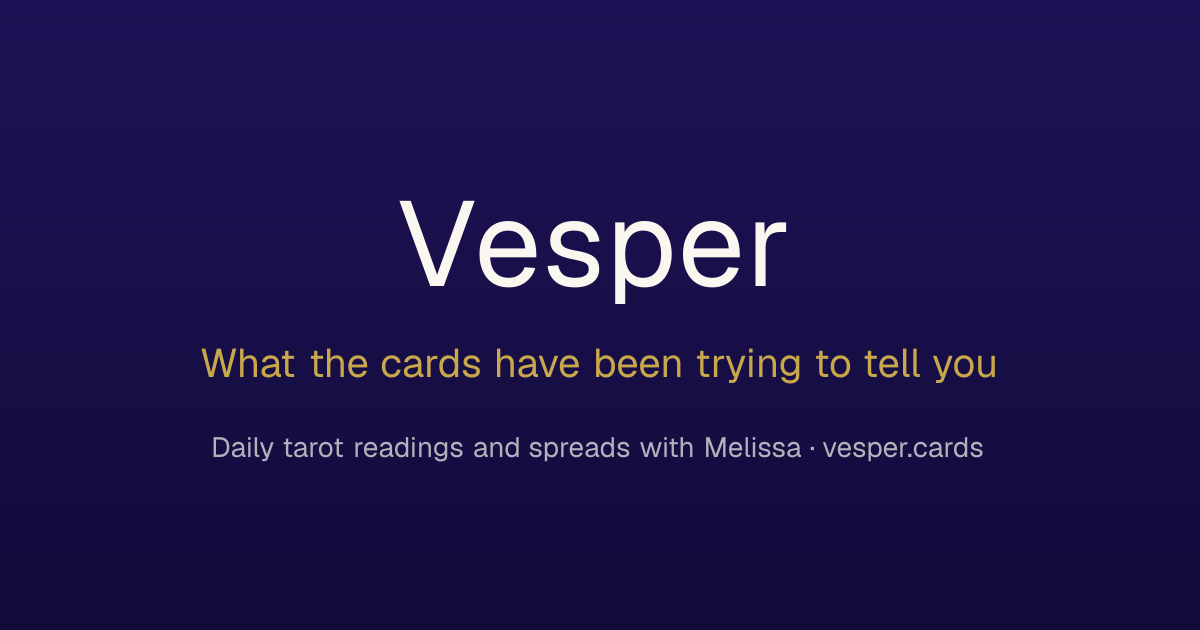 Vesper
What the cards have been trying to tell you
Daily tarot readings and spreads with Melissa · vesper.cards